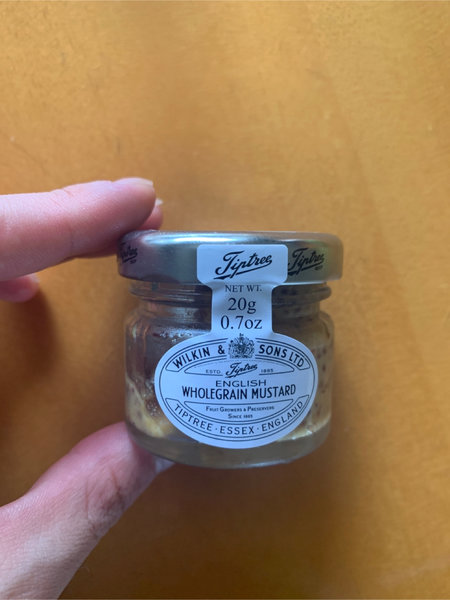 Tiptree
Tiptree
Tiptree
NET WT.
20g
0.7oz
WILKIN & SONS LTD
ESTD. 1885
Tiptree
ENGLISH
WHOLEGRAIN MUSTARD
FRUIT GROWERS & PRESERVERS
SINCE 1885
TIPTREE · ESSEX · ENGLAND